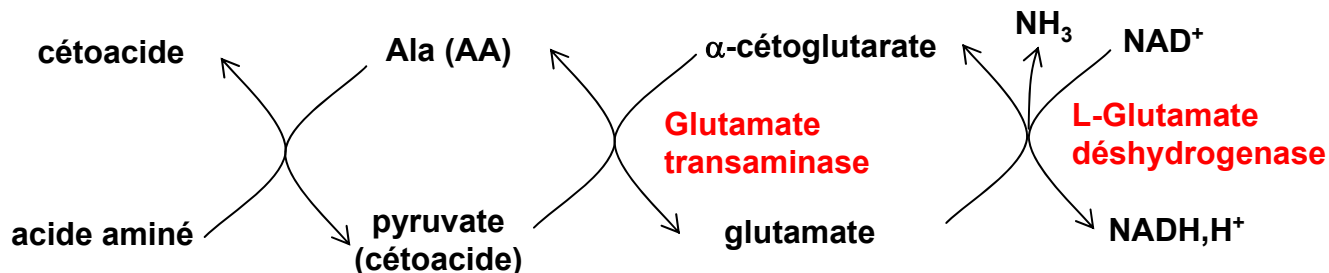 cétoacide
Ala (AA)
α-cétoglutarate
NH3
NAD+
Glutamate
transaminase
L-Glutamate
déshydrogenase
acide aminé
pyruvate
(cétoacide)
glutamate
NADH,H+